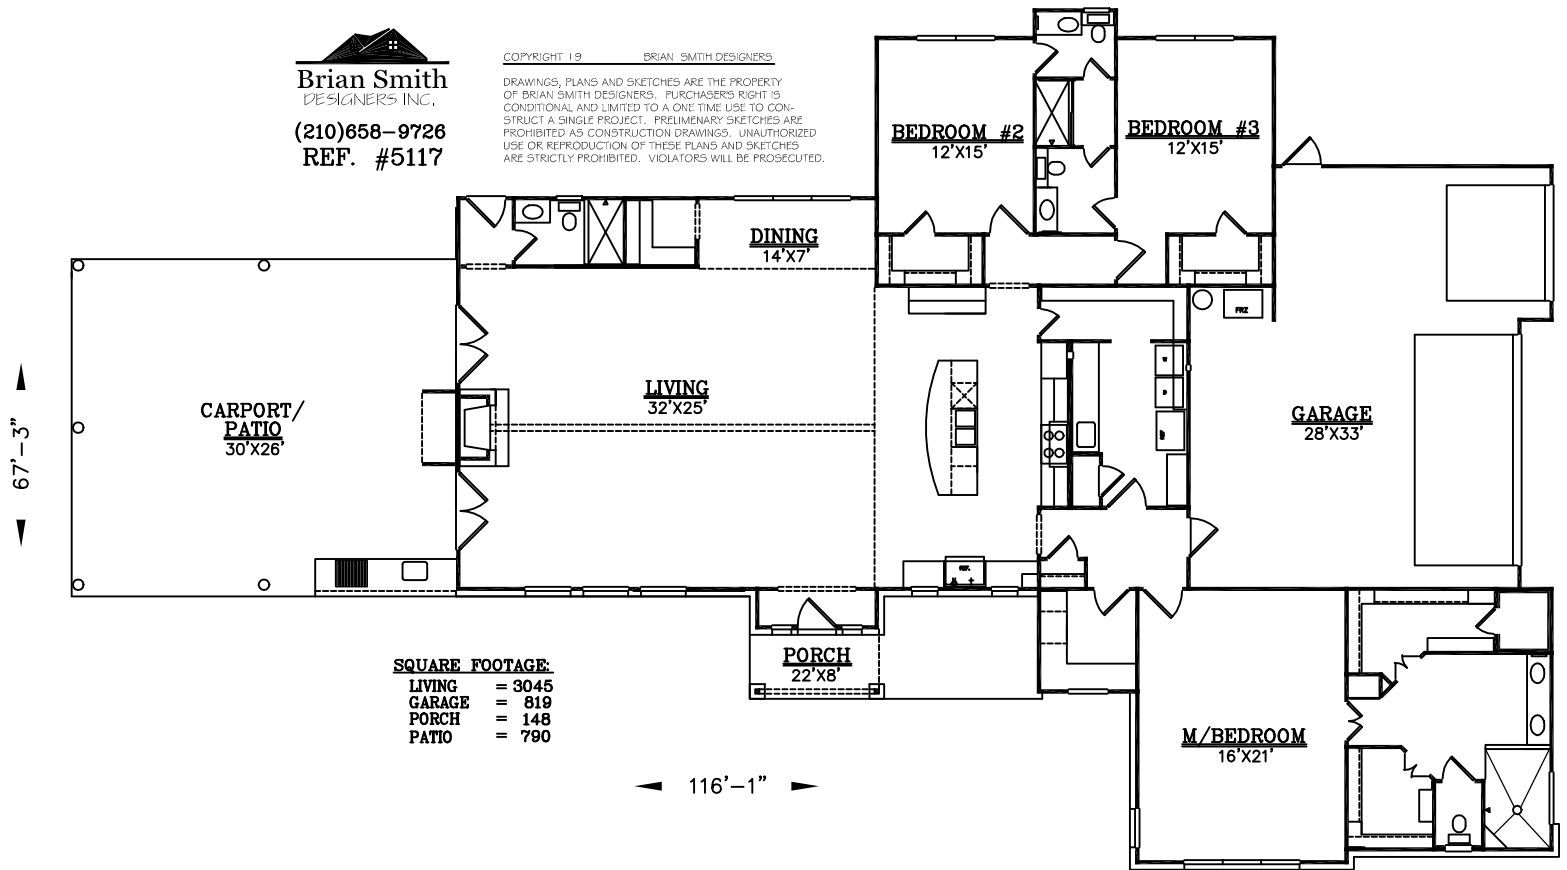 Brian Smith
DESIGNERS INC.
(210)658-9726
REF. #5117
COPYRIGHT 19 BRIAN SMITH DESIGNERS
DRAWINGS, PLANS AND SKETCHES ARE THE PROPERTY
OF BRIAN SMITH DESIGNERS. PURCHASER'S RIGHT IS
CONDITIONAL AND LIMITED TO A ONE TIME USE TO CON-
STRUCT A SINGLE PROJECT. PRELIMENARY SKETCHES ARE
PROHIBITED AS CONSTRUCTION DRAWINGS. UNAUTHORIZED
USE OR REPRODUCTION OF THESE PLANS AND SKETCHES
ARE STRICTLY PROHIBITED. VIOLATORS WILL BE PROSECUTED.
BEDROOM #2
12'X15'
BEDROOM #3
12'X15'
DINING
14'X7'
FRZ
LIVING
32'X25'
CARPORT/
PATIO
30'X26'
GARAGE
28'X33'
W
D
REF
REF.
67'-3"
PORCH
22'X8'
SQUARE FOOTAGE:
LIVING = 3045
GARAGE = 819
PORCH = 148
PATIO = 790
M/BEDROOM
16'X21'
116'-1"